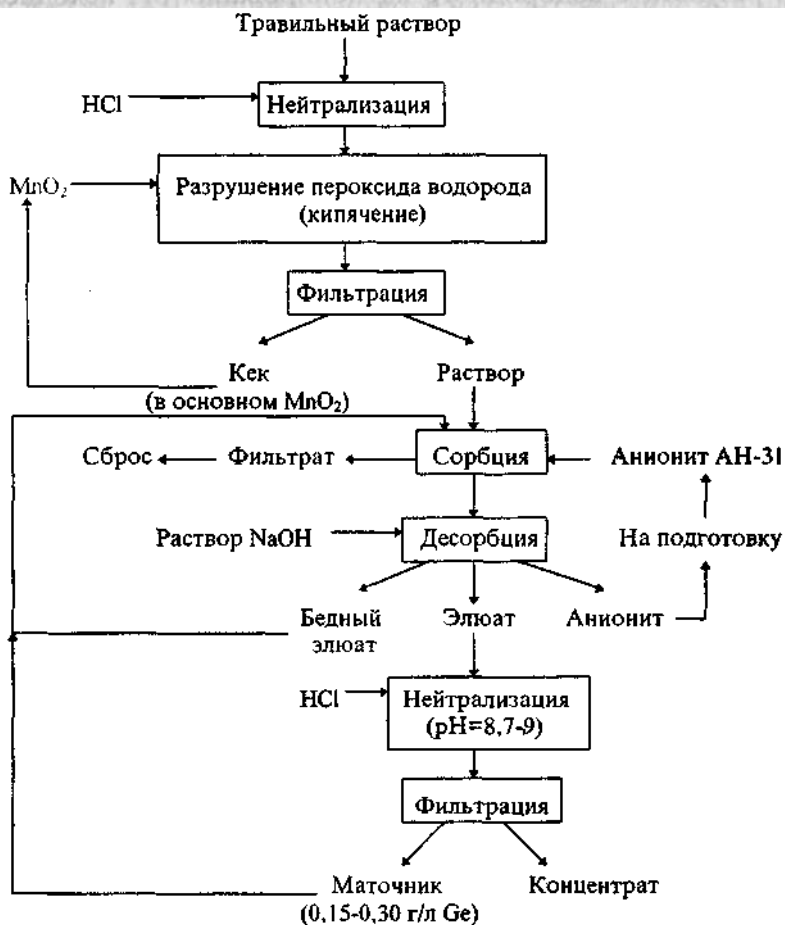 Травильный раствор
HCl
Нейтрализация
MnO₂
Разрушение пероксида водорода
(кипячение)
Фильтрация
Кек
(в основном MnO₂)
Раствор
Сброс
Фильтрат
Сорбция
Анионит АН-31
Раствор NaOH
Десорбция
На подготовку
Бедный
элюат
Элюат
Анионит
HCl
Нейтрализация
(pH=8,7-9)
Фильтрация
Маточник
(0,15-0,30 г/л Ge)
Концентрат